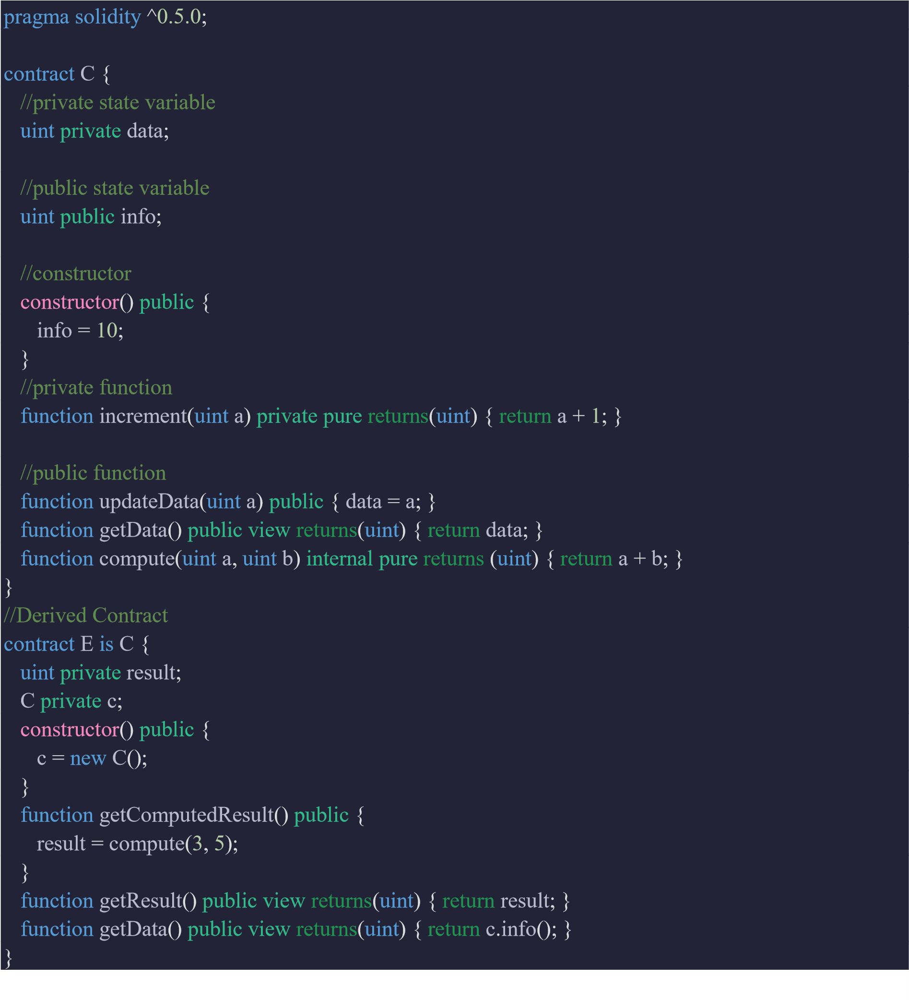 pragma solidity ^0.5.0;
contract C {
//private state variable
uint private data;
//public state variable
uint public info;
//constructor
constructor() public {
info = 10;
}
//private function
function increment(uint a) private pure returns(uint) { return a + 1; }
//public function
function updateData(uint a) public { data = a; }
function getData() public view returns(uint) { return data; }
function compute(uint a, uint b) internal pure returns (uint) { return a + b; }
}
//Derived Contract
contract E is C {
uint private result;
C private c;
constructor() public {
c = new C();
}
function getComputedResult() public {
result = compute(3, 5);
}
function getResult() public view returns(uint) { return result; }
function getData() public view returns(uint) { return c.info(); }
}